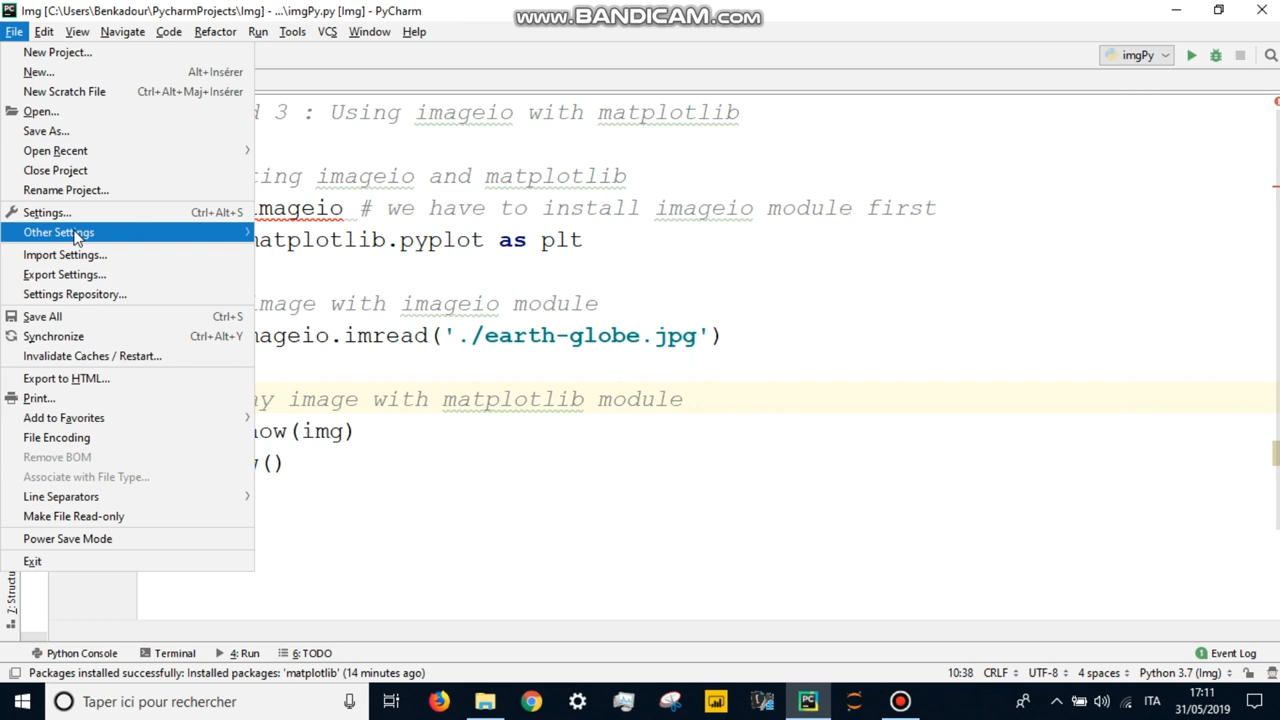 Img [C:\Users\Benkadour\PycharmProjects\Img] - ...\imgPy.py [Img] - PyCharm
www.BANDICAM.com
File Edit View Navigate Code Refactor Run Tools VCS Window Help
New Project...
New... Alt+Insérer
New Scratch File Ctrl+Alt+Maj+Insérer
Open...
Save As...
Open Recent
Close Project
Rename Project...
Settings... Ctrl+Alt+S
Other Settings
Import Settings...
Export Settings...
Settings Repository...
Save All Ctrl+S
Synchronize Ctrl+Alt+Y
Invalidate Caches / Restart...
Export to HTML...
Print...
Add to Favorites
File Encoding
Remove BOM
Associate with File Type...
Line Separators
Make File Read-only
Power Save Mode
Exit
imgPy
d 3 : Using imageio with matplotlib
ting imageio and matplotlib
mageio # we have to install imageio module first
matplotlib.pyplot as plt
image with imageio module
mageio.imread('./earth-globe.jpg')
ay image with matplotlib module
how(img)
w()
7: Structu
Python Console Terminal 4: Run 6: TODO Event Log
Packages installed successfully: Installed packages: 'matplotlib' (14 minutes ago) 10:38 CRLF UTF-8 4 spaces Python 3.7 (Img)
Taper ici pour rechercher
ITA
17:11
31/05/2019